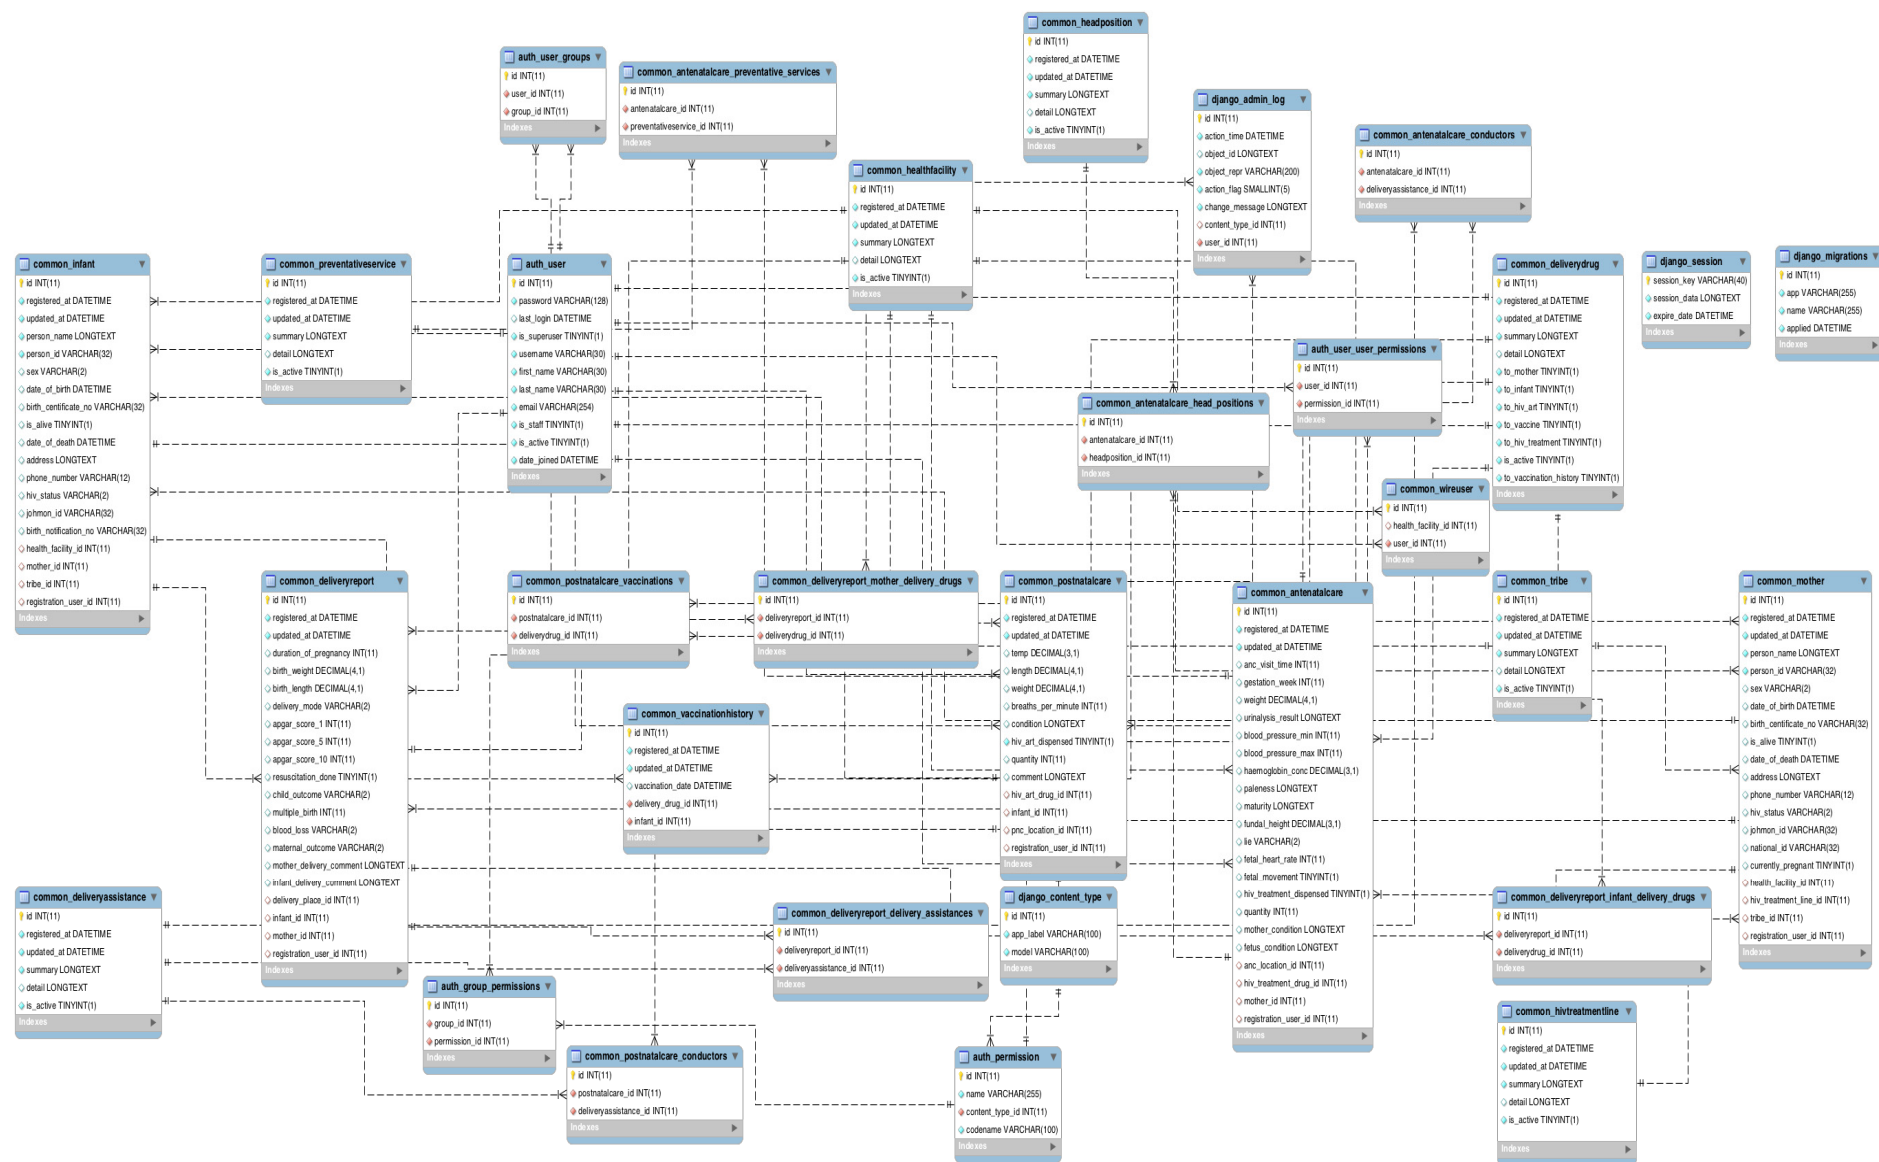 common_headposition
id INT(11)
registered_at DATETIME
updated_at DATETIME
summary LONGTEXT
detail LONGTEXT
is_active TINYINT(1)
Indexes
auth_user_groups
id INT(11)
user_id INT(11)
group_id INT(11)
Indexes
common_antenatalcare_preventative_services
id INT(11)
antenatalcare_id INT(11)
preventativeservice_id INT(11)
Indexes
django_admin_log
id INT(11)
action_time DATETIME
object_id LONGTEXT
object_repr VARCHAR(200)
action_flag SMALLINT(5)
change_message LONGTEXT
content_type_id INT(11)
user_id INT(11)
Indexes
common_antenatalcare_conductors
id INT(11)
antenatalcare_id INT(11)
deliveryassistance_id INT(11)
Indexes
common_healthfacility
id INT(11)
registered_at DATETIME
updated_at DATETIME
summary LONGTEXT
detail LONGTEXT
is_active TINYINT(1)
common_infant
id INT(11)
registered_at DATETIME
updated_at DATETIME
person_name LONGTEXT
person_id VARCHAR(32)
sex VARCHAR(2)
date_of_birth DATETIME
birth_centificate_no VARCHAR(32)
is_alive TINYINT(1)
date_of_death DATETIME
address LONGTEXT
phone_number VARCHAR(12)
hiv_status VARCHAR(2)
johmon_id VARCHAR(32)
birth_notification_no VARCHAR(32)
health_facility_id INT(11)
mother_id INT(11)
tribe_id INT(11)
registration_user_id INT(11)
Indexes
common_preventativeservice
id INT(11)
registered_at DATETIME
updated_at DATETIME
summary LONGTEXT
detail LONGTEXT
is_active TINYINT(1)
Indexes
auth_user
id INT(11)
password VARCHAR(128)
last_login DATETIME
is_superuser TINYINT(1)
username VARCHAR(30)
first_name VARCHAR(30)
last_name VARCHAR(30)
email VARCHAR(254)
is_staff TINYINT(1)
is_active TINYINT(1)
date_joined DATETIME
Indexes
common_deliverydrug
id INT(11)
registered_at DATETIME
updated_at DATETIME
summary LONGTEXT
detail LONGTEXT
to_mother TINYINT(1)
to_infant TINYINT(1)
to_hiv_art TINYINT(1)
to_vaccine TINYINT(1)
to_hiv_treatment TINYINT(1)
is_active TINYINT(1)
to_vaccination_history TINYINT(1)
Indexes
django_session
session_key VARCHAR(40)
session_data LONGTEXT
expire_date DATETIME
Indexes
django_migrations
id INT(11)
app VARCHAR(255)
name VARCHAR(255)
applied DATETIME
Indexes
auth_user_user_permissions
id INT(11)
user_id INT(11)
permission_id INT(11)
Indexes
common_antenatalcare_head_positions
id INT(11)
antenatalcare_id INT(11)
headposition_id INT(11)
Indexes
common_wireuser
id INT(11)
health_facility_id INT(11)
user_id INT(11)
Indexes
common_deliveryreport
id INT(11)
registered_at DATETIME
updated_at DATETIME
duration_of_pregnancy INT(11)
birth_weight DECIMAL(4,1)
birth_length DECIMAL(4,1)
delivery_mode VARCHAR(2)
apgar_score_1 INT(11)
apgar_score_5 INT(11)
apgar_score_10 INT(11)
resuscitation_done TINYINT(1)
child_outcome VARCHAR(2)
multiple_birth INT(11)
blood_loss VARCHAR(2)
maternal_outcome VARCHAR(2)
mother_delivery_comment LONGTEXT
infant_delivery_comment LONGTEXT
delivery_place_id INT(11)
infant_id INT(11)
mother_id INT(11)
registration_user_id INT(11)
Indexes
common_postnatalcare_vaccinations
id INT(11)
postnatalcare_id INT(11)
deliverydrug_id INT(11)
Indexes
common_deliveryreport_mother_delivery_drugs
id INT(11)
deliveryreport_id INT(11)
deliverydrug_id INT(11)
Indexes
common_postnatalcare
id INT(11)
registered_at DATETIME
updated_at DATETIME
temp DECIMAL(3,1)
length DECIMAL(4,1)
weight DECIMAL(4,1)
breaths_per_minute INT(11)
condition LONGTEXT
hiv_art_dispensed TINYINT(1)
quantity INT(11)
comment LONGTEXT
hiv_art_drug_id INT(11)
infant_id INT(11)
pnc_location_id INT(11)
registration_user_id INT(11)
Indexes
common_antenatalcare
id INT(11)
registered_at DATETIME
updated_at DATETIME
anc_visit_time INT(11)
gestation_week INT(11)
weight DECIMAL(4,1)
urinalysis_result LONGTEXT
blood_pressure_min INT(11)
blood_pressure_max INT(11)
haemoglobin_conc DECIMAL(3,1)
paleness LONGTEXT
maturity LONGTEXT
fundal_height DECIMAL(3,1)
lie VARCHAR(2)
fetal_heart_rate INT(11)
fetal_movement TINYINT(1)
hiv_treatment_dispensed TINYINT(1)
quantity INT(11)
mother_condition LONGTEXT
fetus_condition LONGTEXT
anc_location_id INT(11)
hiv_treatment_drug_id INT(11)
mother_id INT(11)
registration_user_id INT(11)
Indexes
common_tribe
id INT(11)
registered_at DATETIME
updated_at DATETIME
summary LONGTEXT
detail LONGTEXT
is_active TINYINT(1)
Indexes
common_mother
id INT(11)
registered_at DATETIME
updated_at DATETIME
person_name LONGTEXT
person_id VARCHAR(32)
sex VARCHAR(2)
date_of_birth DATETIME
birth_centificate_no VARCHAR(32)
is_alive TINYINT(1)
date_of_death DATETIME
address LONGTEXT
phone_number VARCHAR(12)
hiv_status VARCHAR(2)
johmon_id VARCHAR(32)
national_id VARCHAR(32)
currently_pregnant TINYINT(1)
health_facility_id INT(11)
hiv_treatment_line_id INT(11)
tribe_id INT(11)
registration_user_id INT(11)
Indexes
common_vaccinationhistory
id INT(11)
registered_at DATETIME
updated_at DATETIME
vaccination_date DATETIME
delivery_drug_id INT(11)
infant_id INT(11)
Indexes
common_deliveryassistance
id INT(11)
registered_at DATETIME
updated_at DATETIME
summary LONGTEXT
detail LONGTEXT
is_active TINYINT(1)
Indexes
common_deliveryreport_delivery_assistances
id INT(11)
deliveryreport_id INT(11)
deliveryassistance_id INT(11)
Indexes
django_content_type
id INT(11)
app_label VARCHAR(100)
model VARCHAR(100)
Indexes
common_deliveryreport_infant_delivery_drugs
id INT(11)
deliveryreport_id INT(11)
deliverydrug_id INT(11)
Indexes
auth_group_permissions
id INT(11)
group_id INT(11)
permission_id INT(11)
Indexes
common_postnatalcare_conductors
id INT(11)
postnatalcare_id INT(11)
deliveryassistance_id INT(11)
Indexes
auth_permission
id INT(11)
name VARCHAR(255)
content_type_id INT(11)
codename VARCHAR(100)
Indexes
common_hivtreatmentline
id INT(11)
registered_at DATETIME
updated_at DATETIME
summary LONGTEXT
detail LONGTEXT
is_active TINYINT(1)
Indexes